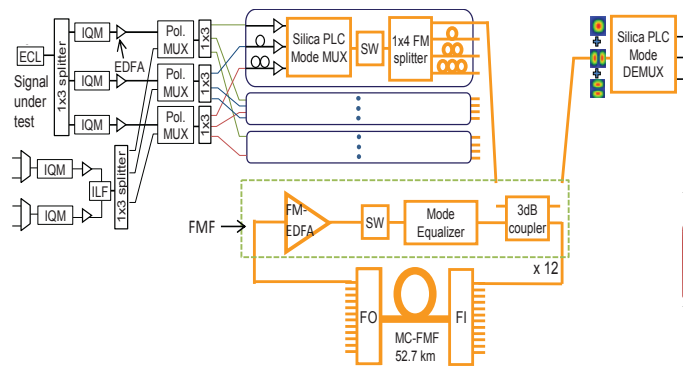 ECL
Signal
under
test
1x3 splitter
IQM
IQM
IQM
EDFA
Pol.
MUX
Pol.
MUX
Pol.
MUX
1x3
1x3
1x3
IQM
IQM
ILF
1x3 splitter
Silica PLC
Mode MUX
SW
1x4 FM
splitter
Silica PLC
Mode
DEMUX
FMF
FM-
EDFA
SW
Mode
Equalizer
3dB
coupler
x 12
FO
FI
MC-FMF
52.7 km